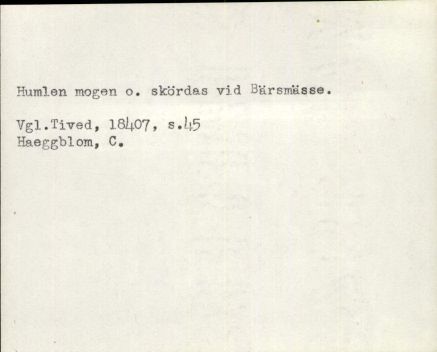 Humlen mogen o. skördas vid Bärsmässe.
Vgl.Tived, 18407, s.45
Haeggblom, C.